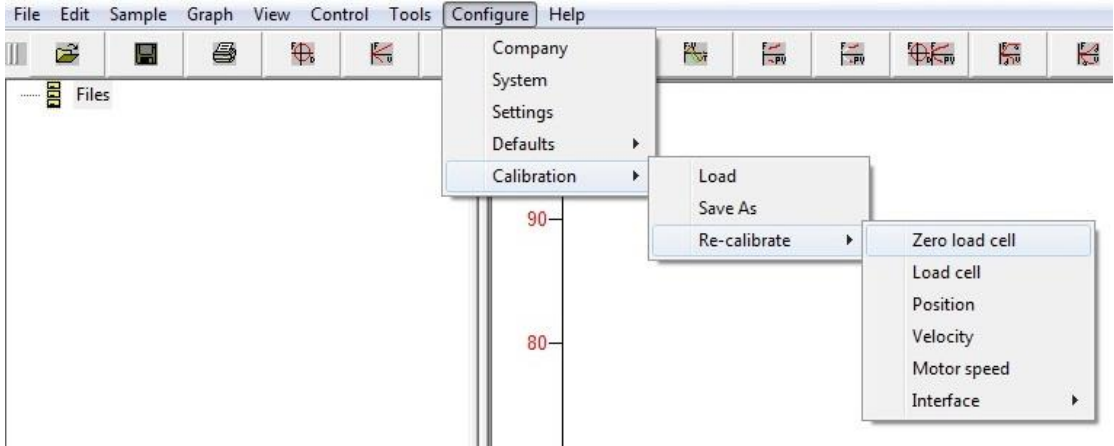 File Edit Sample Graph View Control Tools Configure Help
Files
Company
System
Settings
Defaults
Calibration
Load
Save As
Re-calibrate
Zero load cell
Load cell
Position
Velocity
Motor speed
Interface
90
80